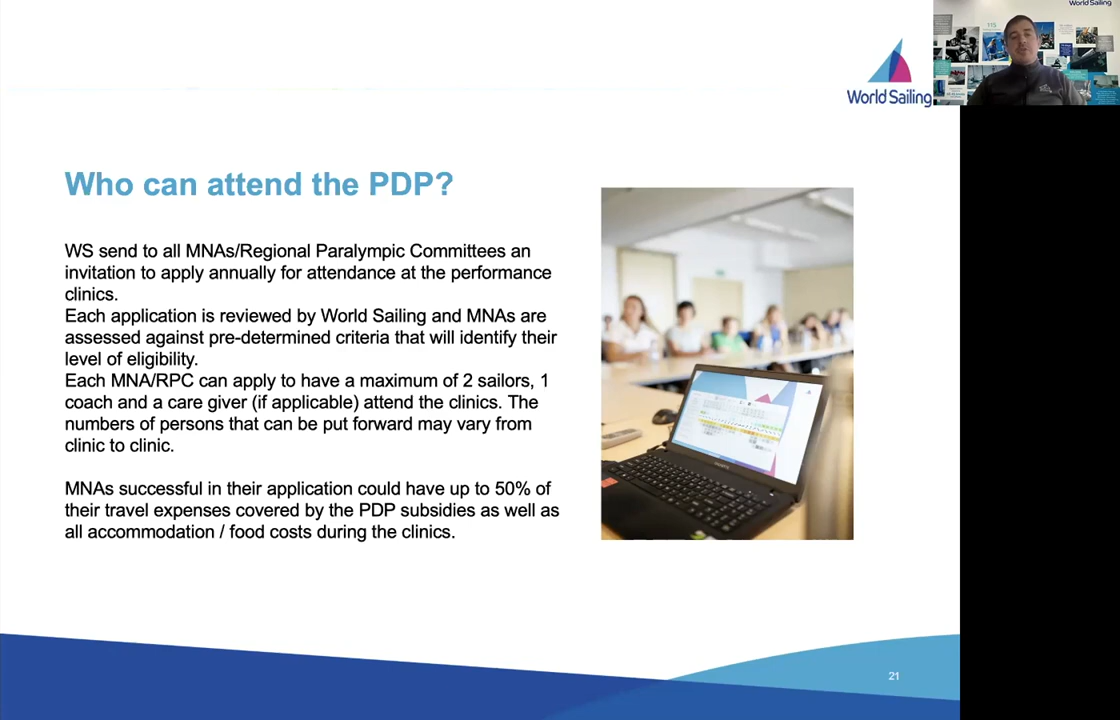 World Sailing
World Sailing
Who can attend the PDP?
WS send to all MNAs/Regional Paralympic Committees an
invitation to apply annually for attendance at the performance
clinics.
Each application is reviewed by World Sailing and MNAs are
assessed against pre-determined criteria that will identify their
level of eligibility.
Each MNA/RPC can apply to have a maximum of 2 sailors, 1
coach and a care giver (if applicable) attend the clinics. The
numbers of persons that can be put forward may vary from
clinic to clinic.
MNAs successful in their application could have up to 50% of
their travel expenses covered by the PDP subsidies as well as
all accommodation / food costs during the clinics.
21